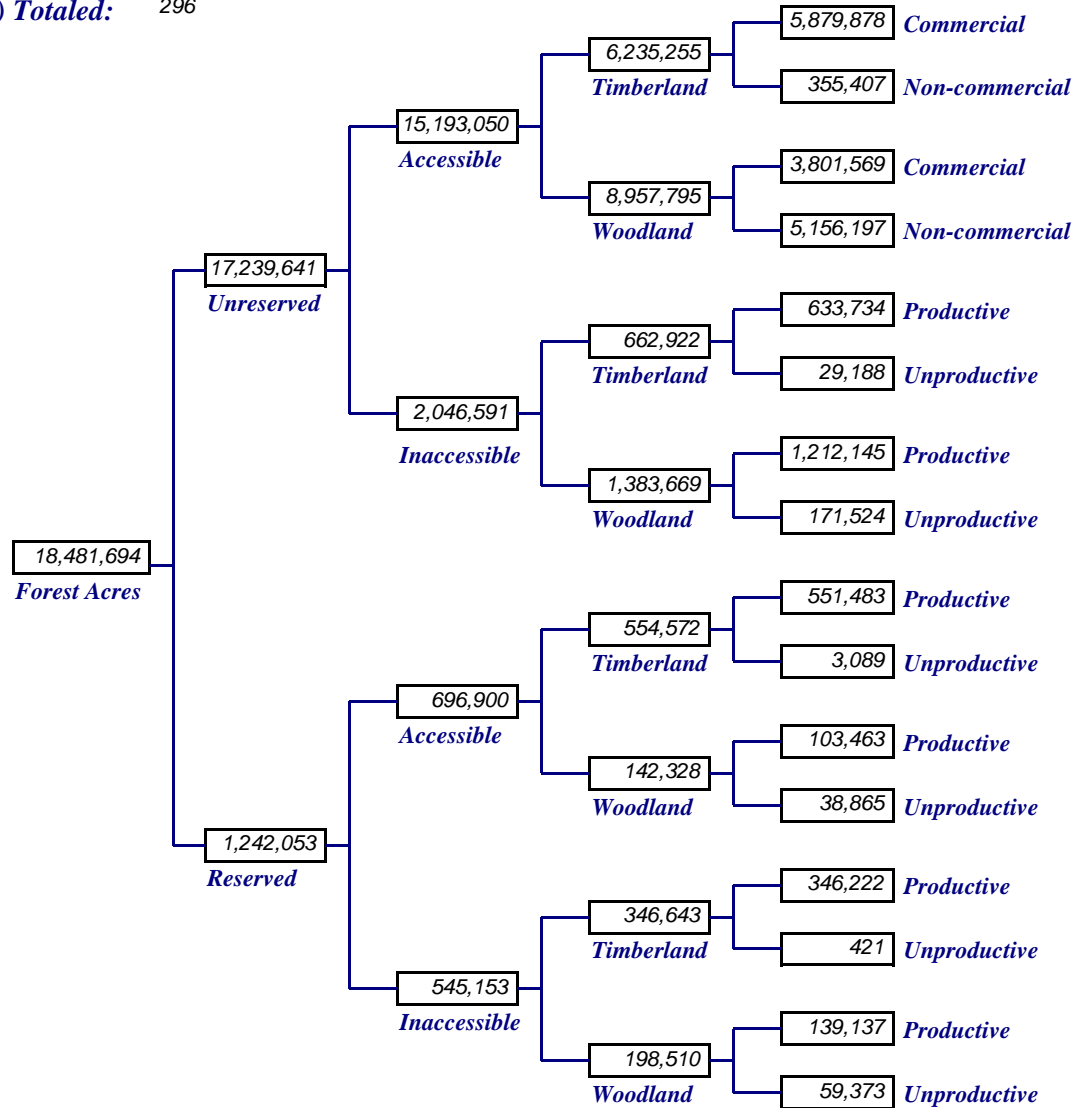 ) Totaled: 296
5,879,878 Commercial
6,235,255
Timberland
355,407 Non-commercial
15,193,050
Accessible
3,801,569 Commercial
8,957,795
Woodland
5,156,197 Non-commercial
17,239,641
Unreserved
633,734 Productive
662,922
Timberland
29,188 Unproductive
2,046,591
Inaccessible
1,212,145 Productive
1,383,669
Woodland
171,524 Unproductive
18,481,694
Forest Acres
551,483 Productive
554,572
Timberland
3,089 Unproductive
696,900
Accessible
103,463 Productive
142,328
Woodland
38,865 Unproductive
1,242,053
Reserved
346,222 Productive
346,643
Timberland
421 Unproductive
545,153
Inaccessible
139,137 Productive
198,510
Woodland
59,373 Unproductive